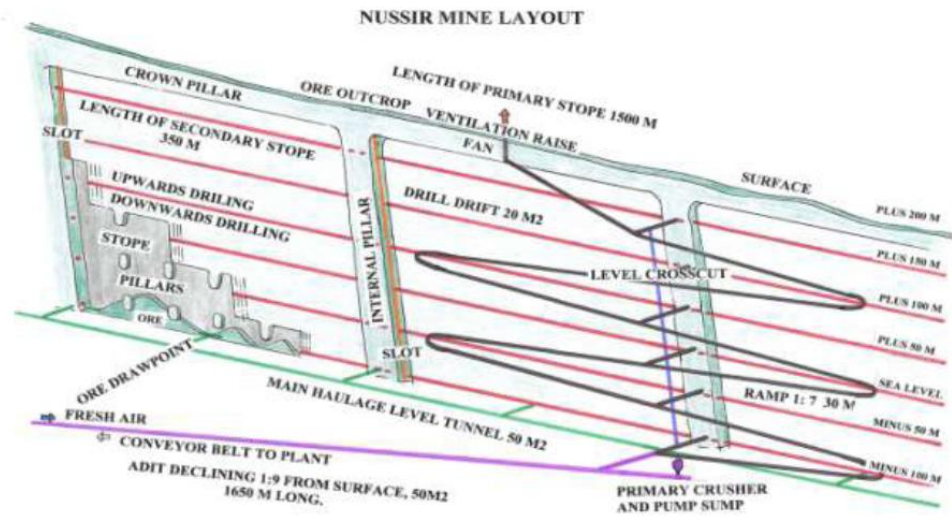 NUSSIR MINE LAYOUT
LENGTH OF PRIMARY STOPE 1500 M
CROWN PILLAR
ORE OUTCROP
VENTILATION RAISE
FAN
SURFACE
LENGTH OF SECONDARY STOPE
350 M
SLOT
UPWARDS DRILING
DOWNWARDS DRILLING
DRILL DRIFT 20 M2
PLUS 200 M
PLUS 150 M
STOPE
PILLARS
ORE
INTERNAL PILLAR
LEVEL CROSSCUT
PLUS 100 M
PLUS 50 M
SLOT
SEA LEVEL
RAMP 1: 7 30 M
MINUS 50 M
MINUS 100 M
ORE DRAWPOINT
MAIN HAULAGE LEVEL TUNNEL 50 M2
FRESH AIR
CONVEYOR BELT TO PLANT
ADIT DECLINING 1:9 FROM SURFACE, 50M2
1650 M LONG.
PRIMARY CRUSHER
AND PUMP SUMP